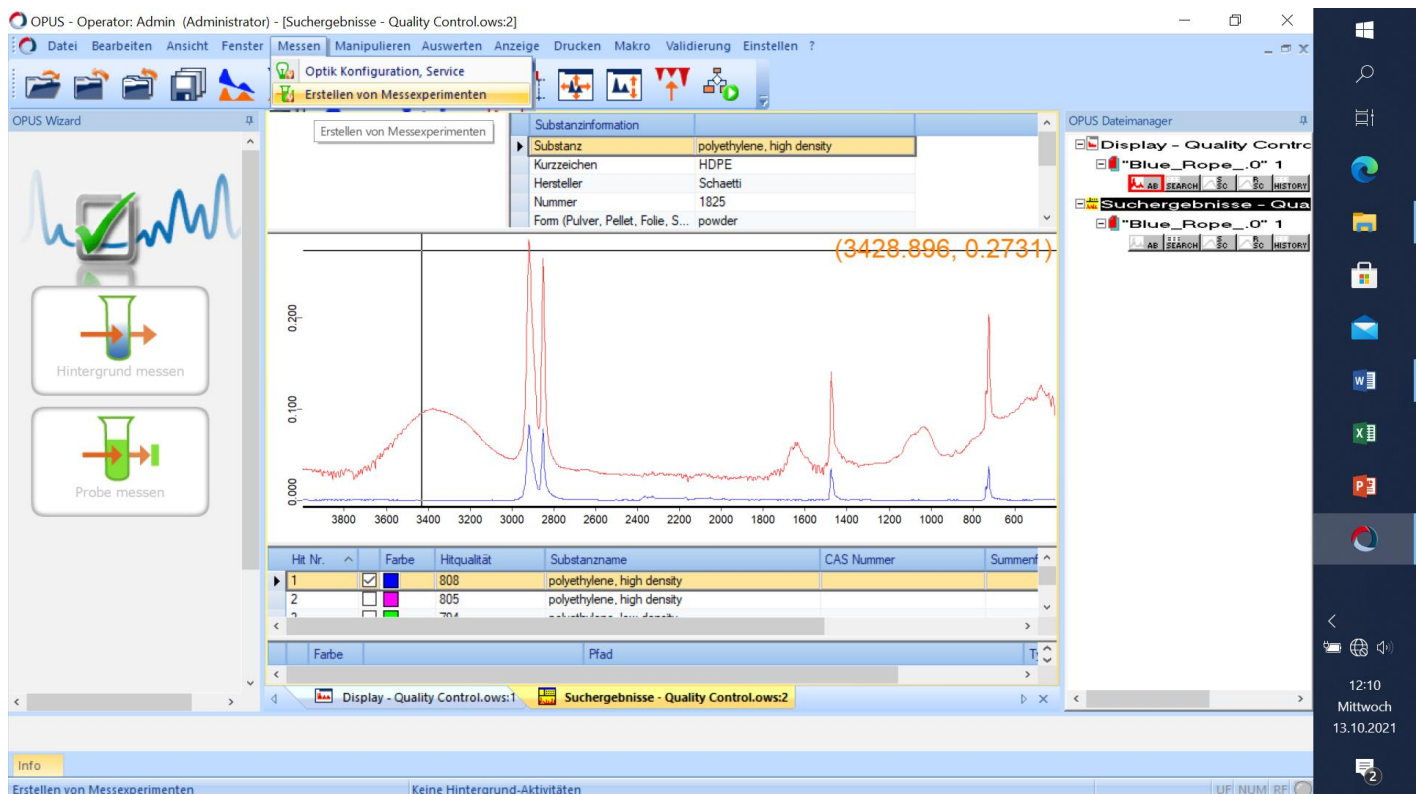 OPUS - Operator: Admin (Administrator) - [Suchergebnisse - Quality Control.ows:2]
Datei Bearbeiten Ansicht Fenster Messen Manipulieren Auswerten Anzeige Drucken Makro Validierung Einstellen ?
Optik Konfiguration, Service
Erstellen von Messexperimenten
Erstellen von Messexperimenten
OPUS Wizard
Hintergrund messen
Probe messen
Substanzinformation
Substanz polyethylene, high density
Kurzzeichen HDPE
Hersteller Schaetti
Nummer 1825
Form (Pulver, Pellet, Folie, S... powder
(3428.896, 0.2731)
0.200
0.100
0.000
3800 3600 3400 3200 3000 2800 2600 2400 2200 2000 1800 1600 1400 1200 1000 800 600
Hit Nr. Farbe Hitqualität Substanzname CAS Nummer Summenf
1 808 polyethylene, high density
2 805 polyethylene, high density
Farbe Pfad
Display - Quality Control.ows:1 Suchergebnisse - Quality Control.ows:2
OPUS Dateimanager
Display - Quality Contrc
"Blue_Rope_.0" 1
AB SEARCH SC SC HISTORY
Suchergebnisse - Qua
"Blue_Rope_.0" 1
AB SEARCH SC SC HISTORY
Info
Erstellen von Messexperimenten Keine Hintergrund-Aktivitäten UF NUM RF
12:10
Mittwoch
13.10.2021
2